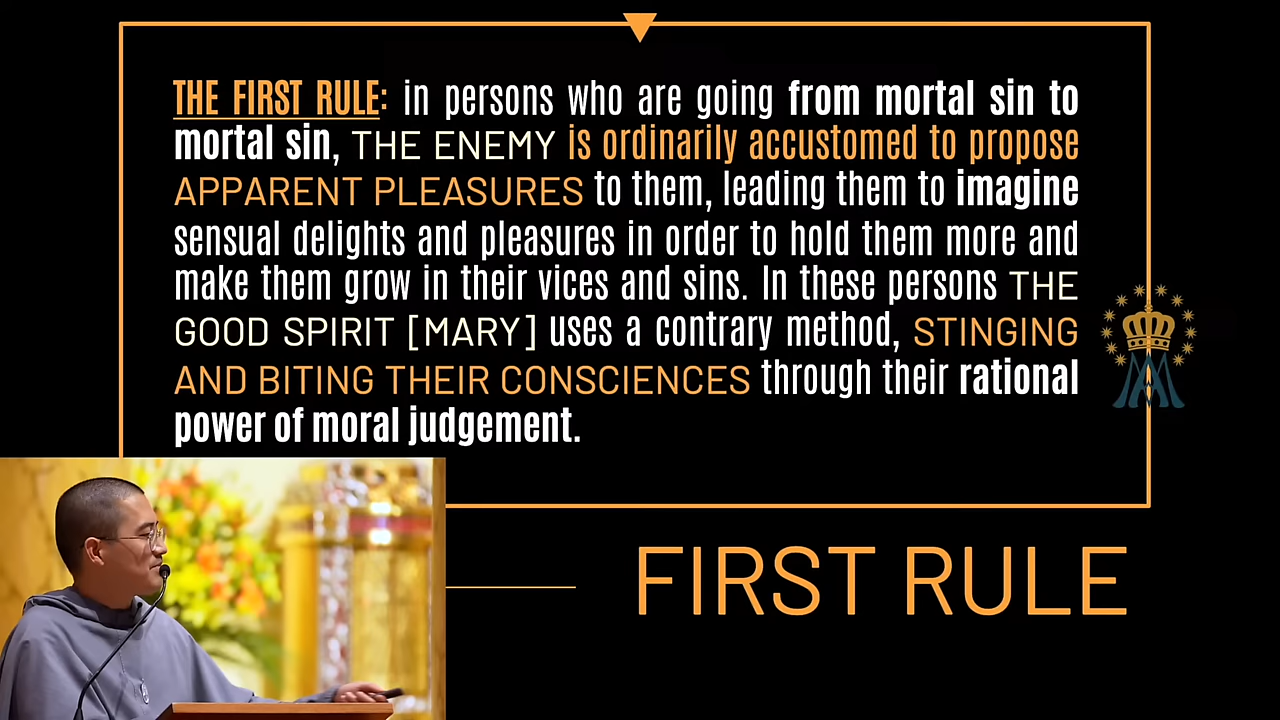 THE FIRST RULE: in persons who are going from mortal sin to
mortal sin, THE ENEMY is ordinarily accustomed to propose
APPARENT PLEASURES to them, leading them to imagine
sensual delights and pleasures in order to hold them more and
make them grow in their vices and sins. In these persons THE
GOOD SPIRIT [MARY] uses a contrary method, STINGING
AND BITING THEIR CONSCIENCES through their rational
power of moral judgement.
FIRST RULE